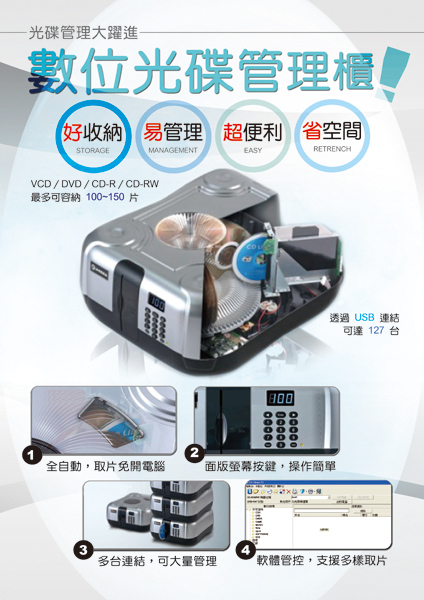 光碟管理大躍進
數位光碟管理櫃!
好收納
STORAGE
易管理
MANAGEMENT
超便利
EASY
省空間
RETRENCH
VCD / DVD / CD-R / CD-RW
最多可容納 100~150 片
100
透過 USB 連結
可達 127 台
100
1 全自動，取片免開電腦
2 面版螢幕按鍵，操作簡單
3 多台連結，可大量管理
4 軟體管控，支援多樣取片